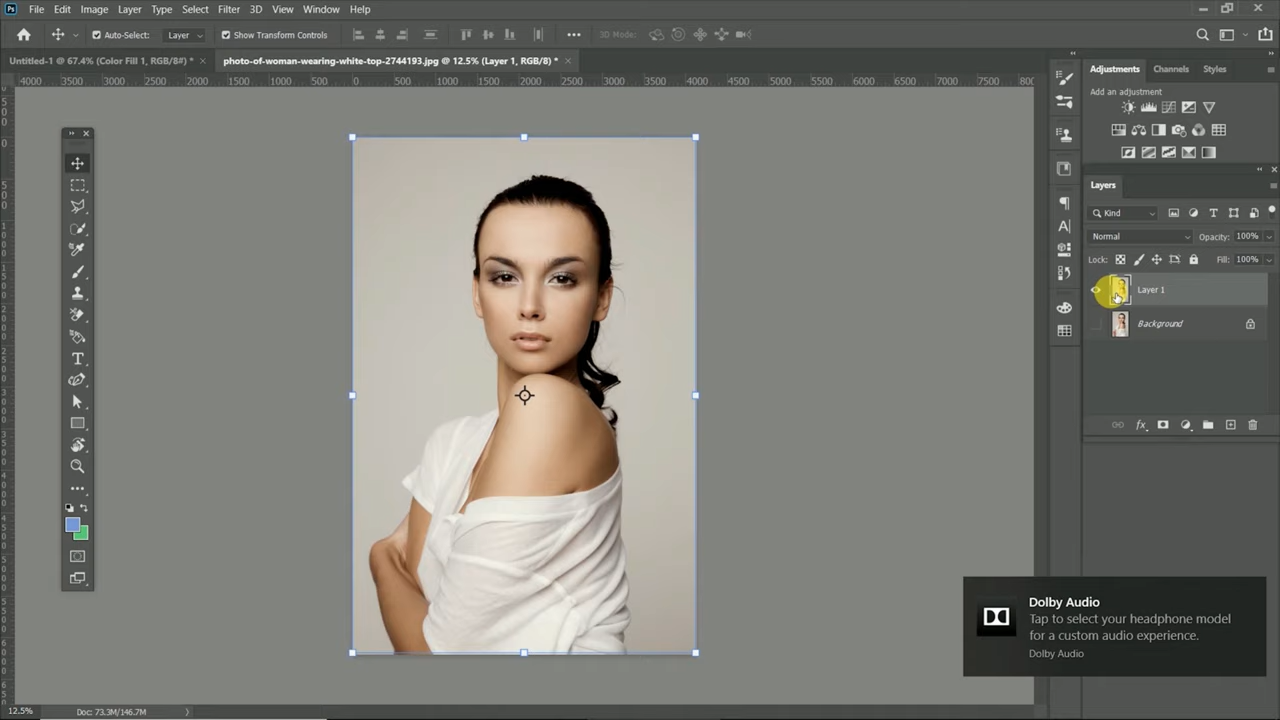 Ps File Edit Image Layer Type Select Filter 3D View Window Help
Auto-Select: Layer Show Transform Controls ••• 3D Mode:
Untitled-1 @ 67.4% (Color Fill 1, RGB/8#) * × photo-of-woman-wearing-white-top-2744193.jpg @ 12.5% (Layer 1, RGB/8) * ×
4000 3500 3000 2500 2000 1500 1000 500 0 500 1000 1500 2000 2500 3000 3500 4000 4500 5000 5500 6000 6500 7000 7500
Adjustments Channels Styles
Add an adjustment
Layers
Kind
Normal Opacity: 100%
Lock: Fill: 100%
Layer 1
Background
fx
Dolby Audio
Tap to select your headphone model
for a custom audio experience.
Dolby Audio
12.5% Doc: 73.3M/146.7M